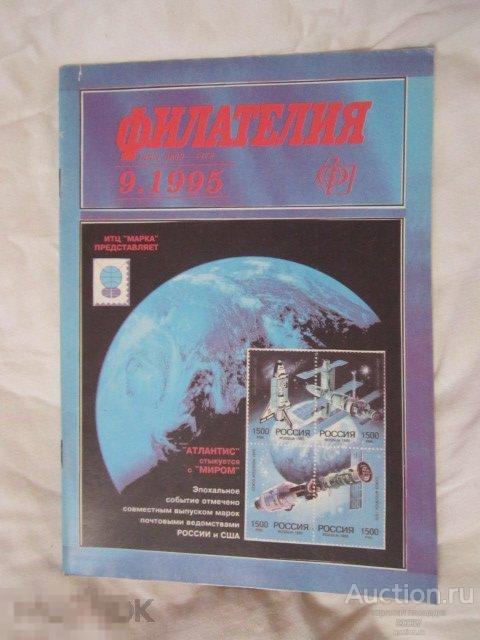 ФИЛАТЕЛИЯ
9.1995
ИТЦ "МАРКА"
ПРЕДСТАВЛЯЕТ
1500 РОССИЯ
РОССИЯ 1500
"АТЛАНТИС"
стыкуется
с "МИРОМ"
Эпохальное
событие отмечено
совместным выпуском марок
почтовыми ведомствами
РОССИИ и США
1500 РОССИЯ
РОССИЯ 1500
Auction.ru